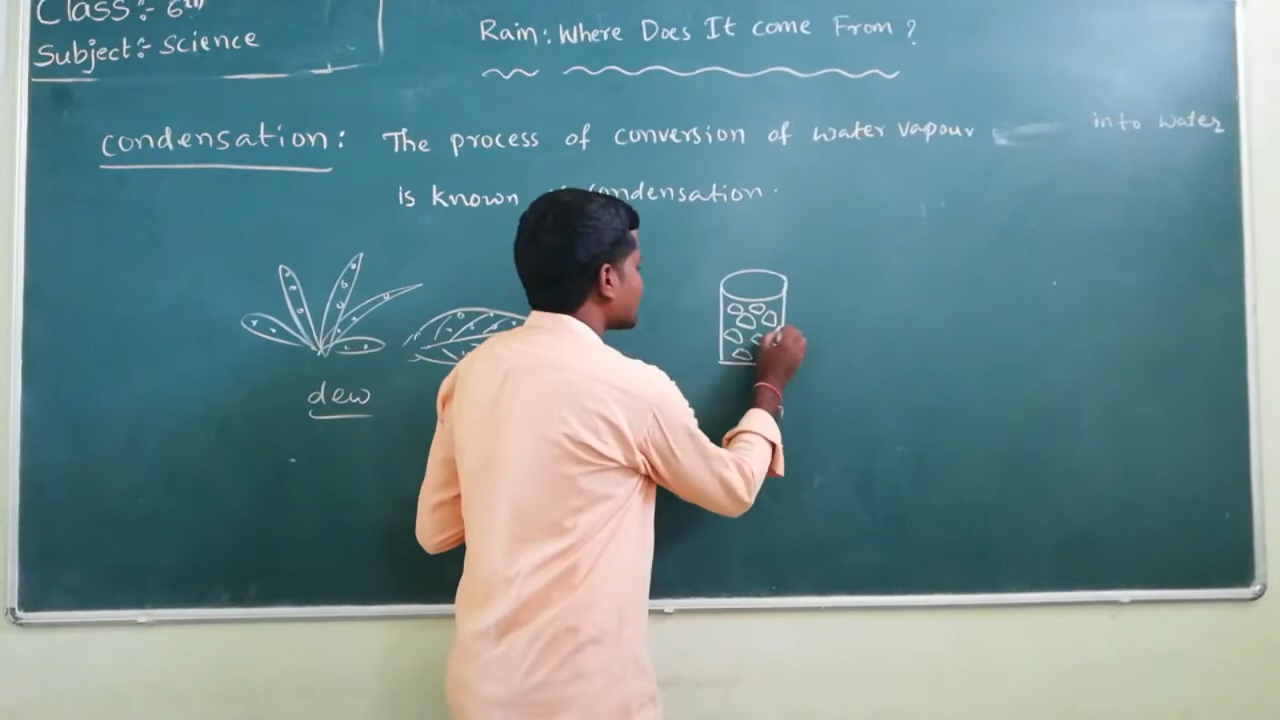 Class:- 6th
Subject:- Science
Rain: Where Does It come From?
condensation: The process of conversion of water vapour into water
is known condensation.
dew